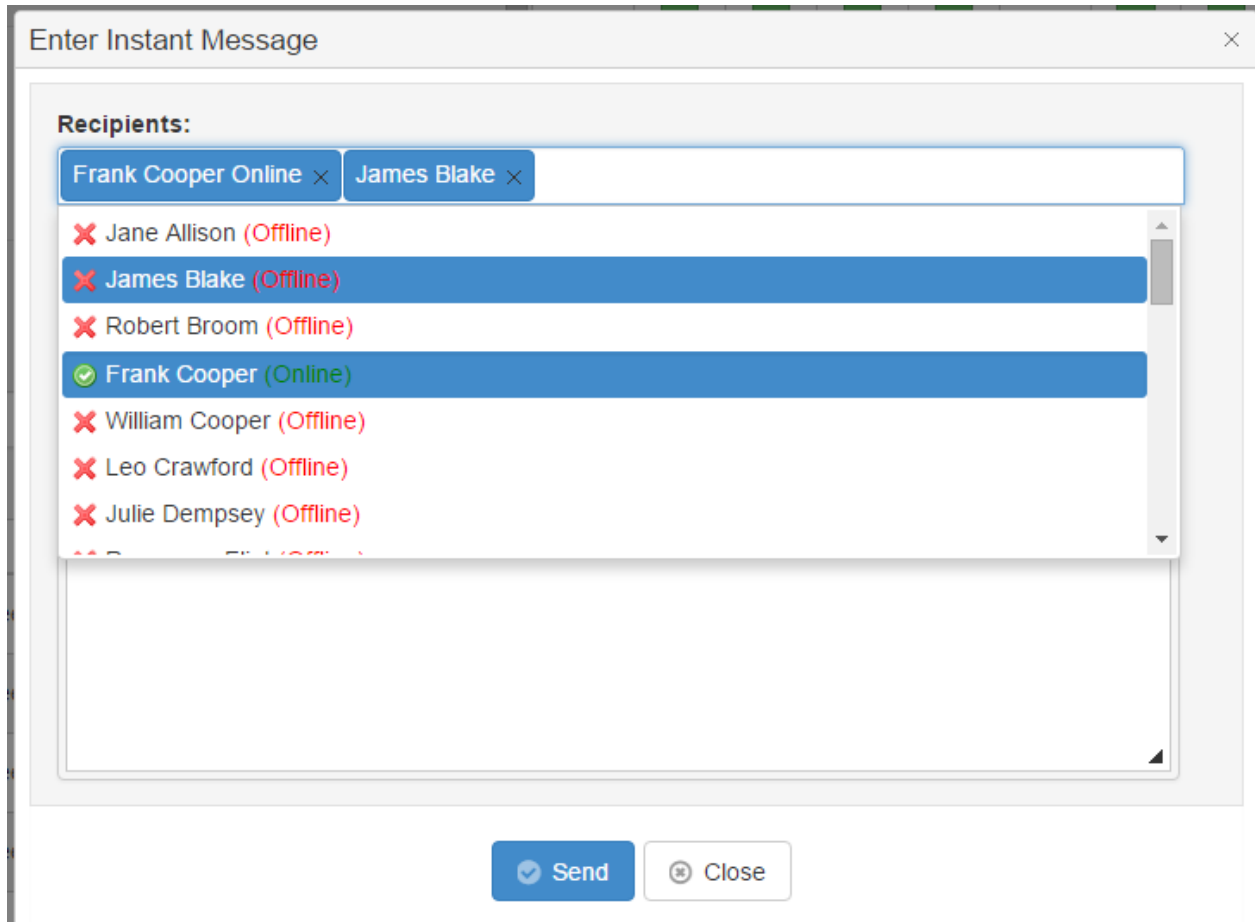 Enter Instant Message
Recipients:
Frank Cooper Online James Blake
Jane Allison (Offline)
James Blake (Offline)
Robert Broom (Offline)
Frank Cooper (Online)
William Cooper (Offline)
Leo Crawford (Offline)
Julie Dempsey (Offline)
Send Close